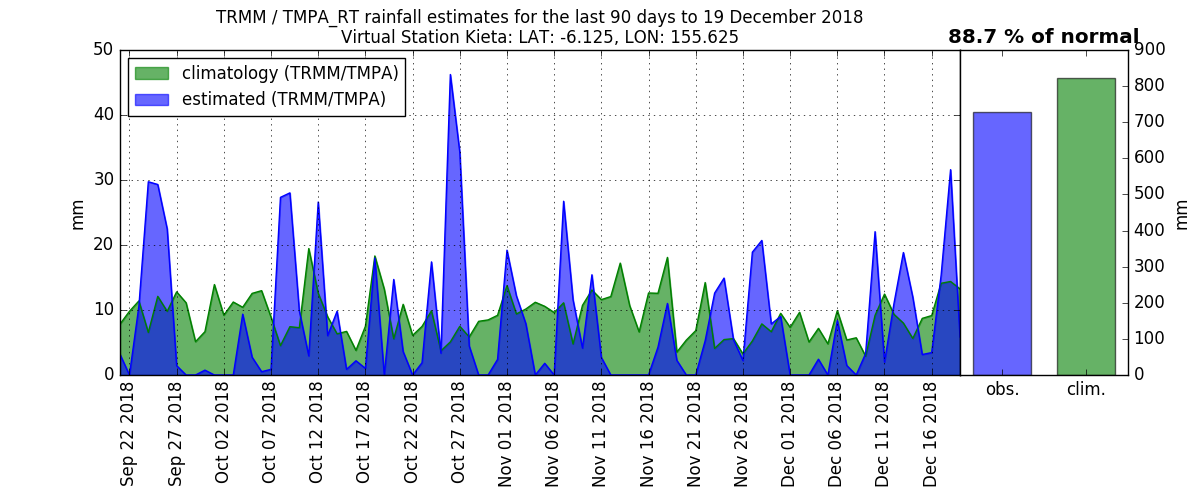 TRMM / TMPA_RT rainfall estimates for the last 90 days to 19 December 2018
Virtual Station Kieta: LAT: -6.125, LON: 155.625
88.7 % of normal
climatology (TRMM/TMPA)
estimated (TRMM/TMPA)
mm
50
40
30
20
10
0
Sep 22 2018
Sep 27 2018
Oct 02 2018
Oct 07 2018
Oct 12 2018
Oct 17 2018
Oct 22 2018
Oct 27 2018
Nov 01 2018
Nov 06 2018
Nov 11 2018
Nov 16 2018
Nov 21 2018
Nov 26 2018
Dec 01 2018
Dec 06 2018
Dec 11 2018
Dec 16 2018
obs.
clim.
900
800
700
600
500
400
300
200
100
0
mm